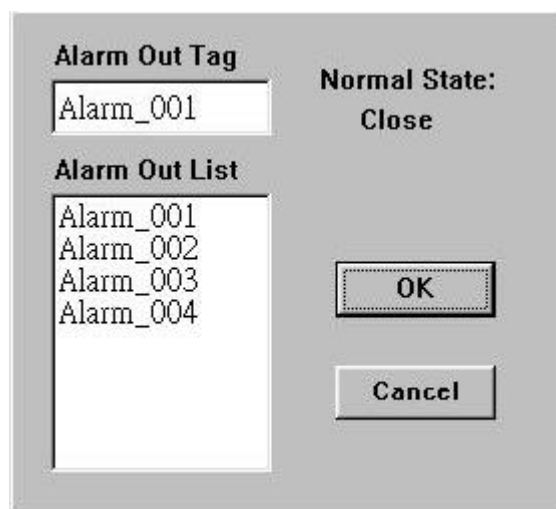 Alarm Out Tag
Alarm_001
Normal State:
Close
Alarm Out List
Alarm_001
Alarm_002
Alarm_003
Alarm_004
OK
Cancel